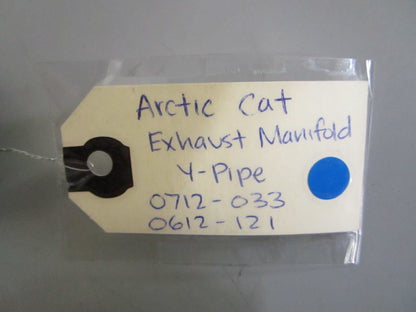 Arctic Cat
Exhaust Manifold
Y-Pipe
0712-033
0612-121